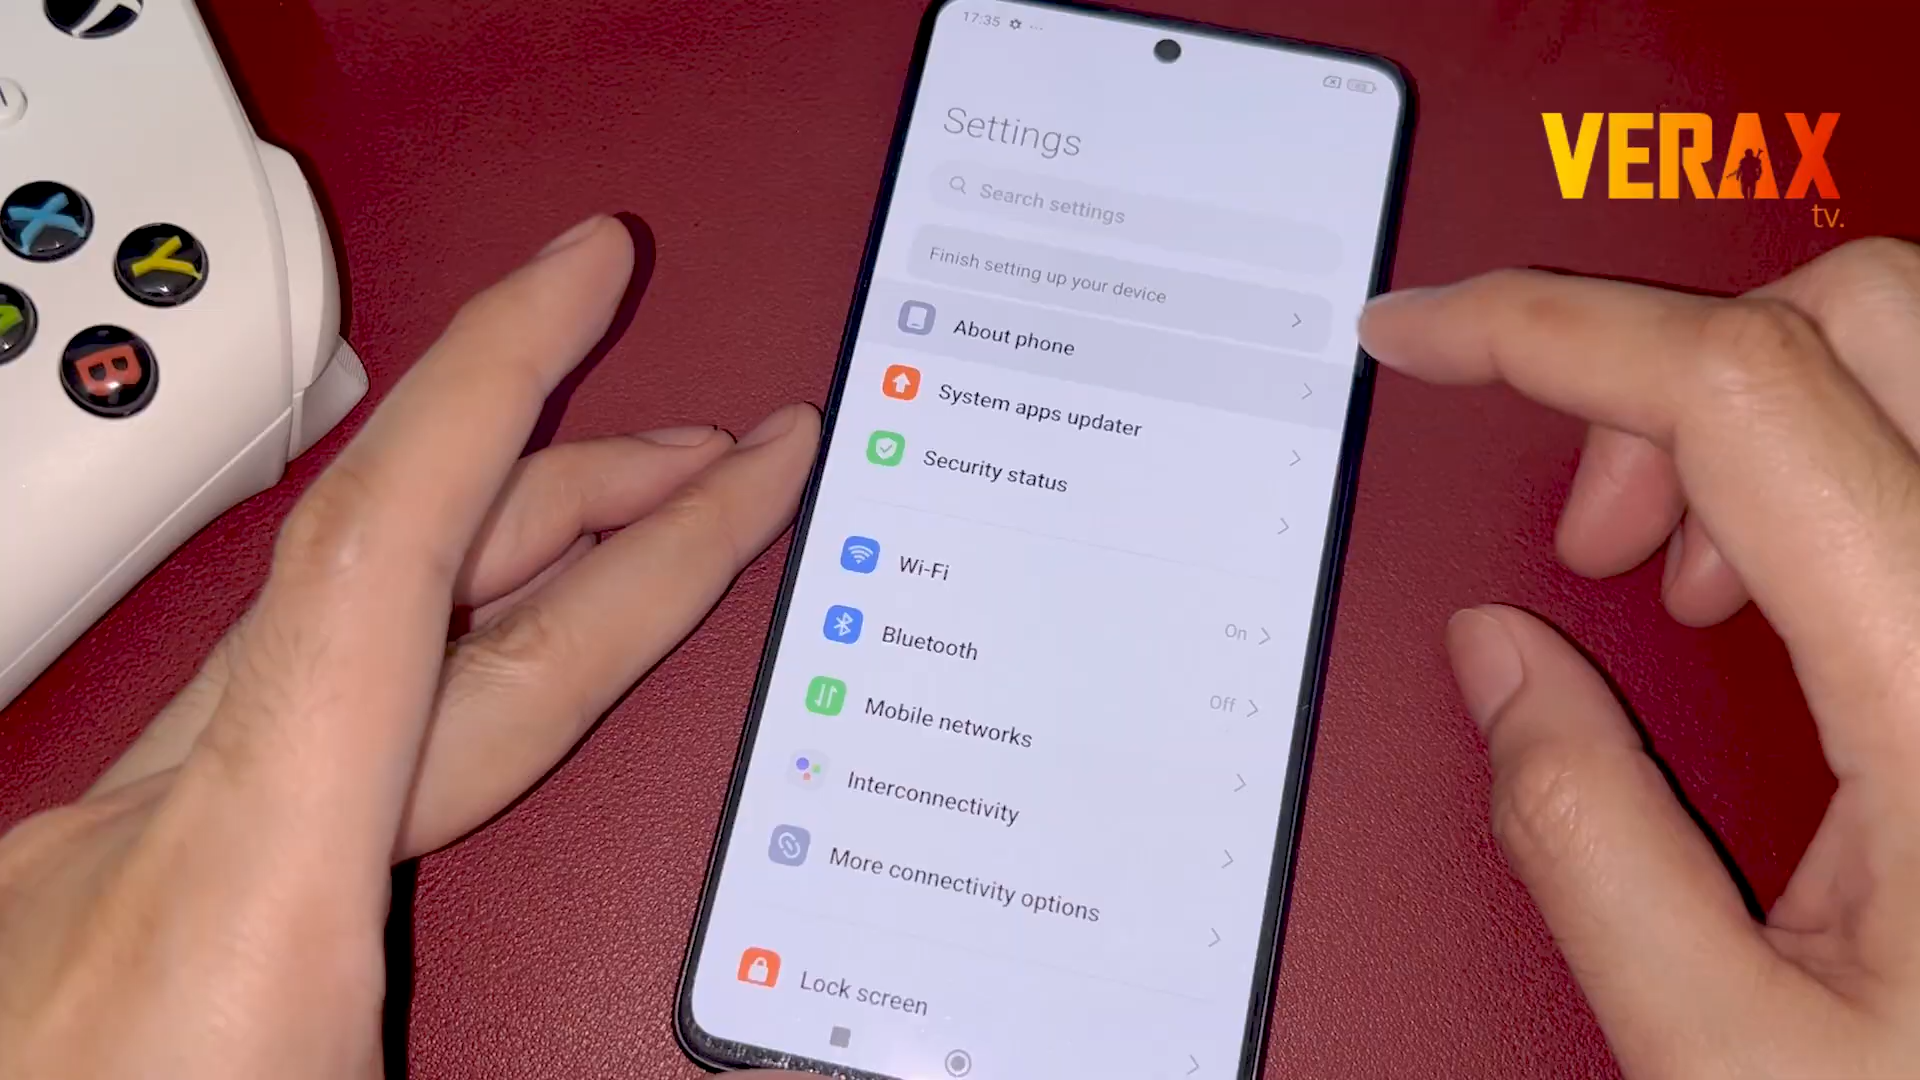 17:35
VERAX
tv.
Settings
Search settings
Finish setting up your device
About phone
System apps updater
Security status
Wi-Fi
On
Bluetooth
Off
Mobile networks
Interconnectivity
More connectivity options
Lock screen
X
Y
B